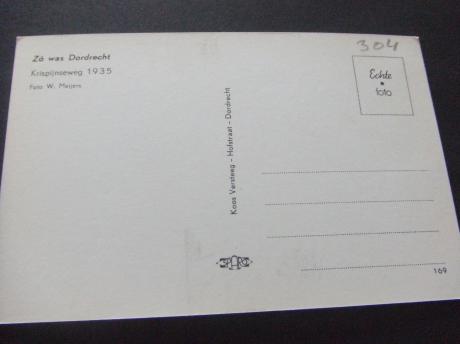 Zó was Dordrecht
Krispijnseweg 1935
Foto W. Meijers
304
Echte
foto
Koos Versteeg - Hofstraat - Dordrecht
169